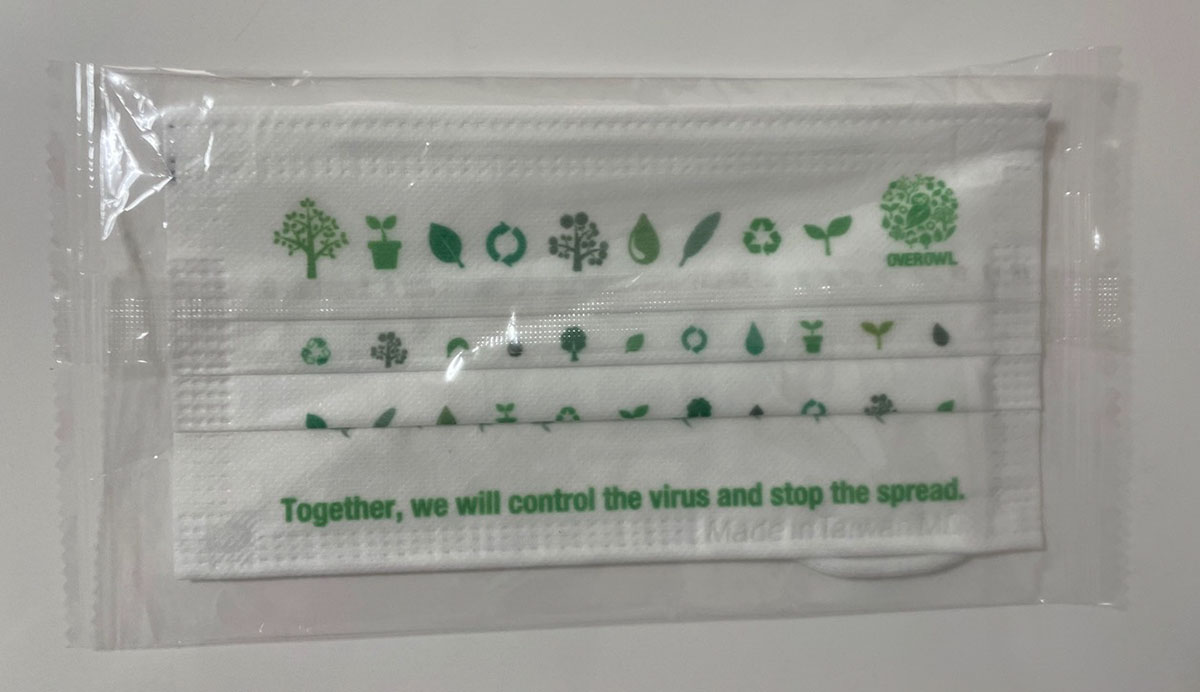 OVEROWL
Together, we will control the virus and stop the spread.
Made In Taiwan